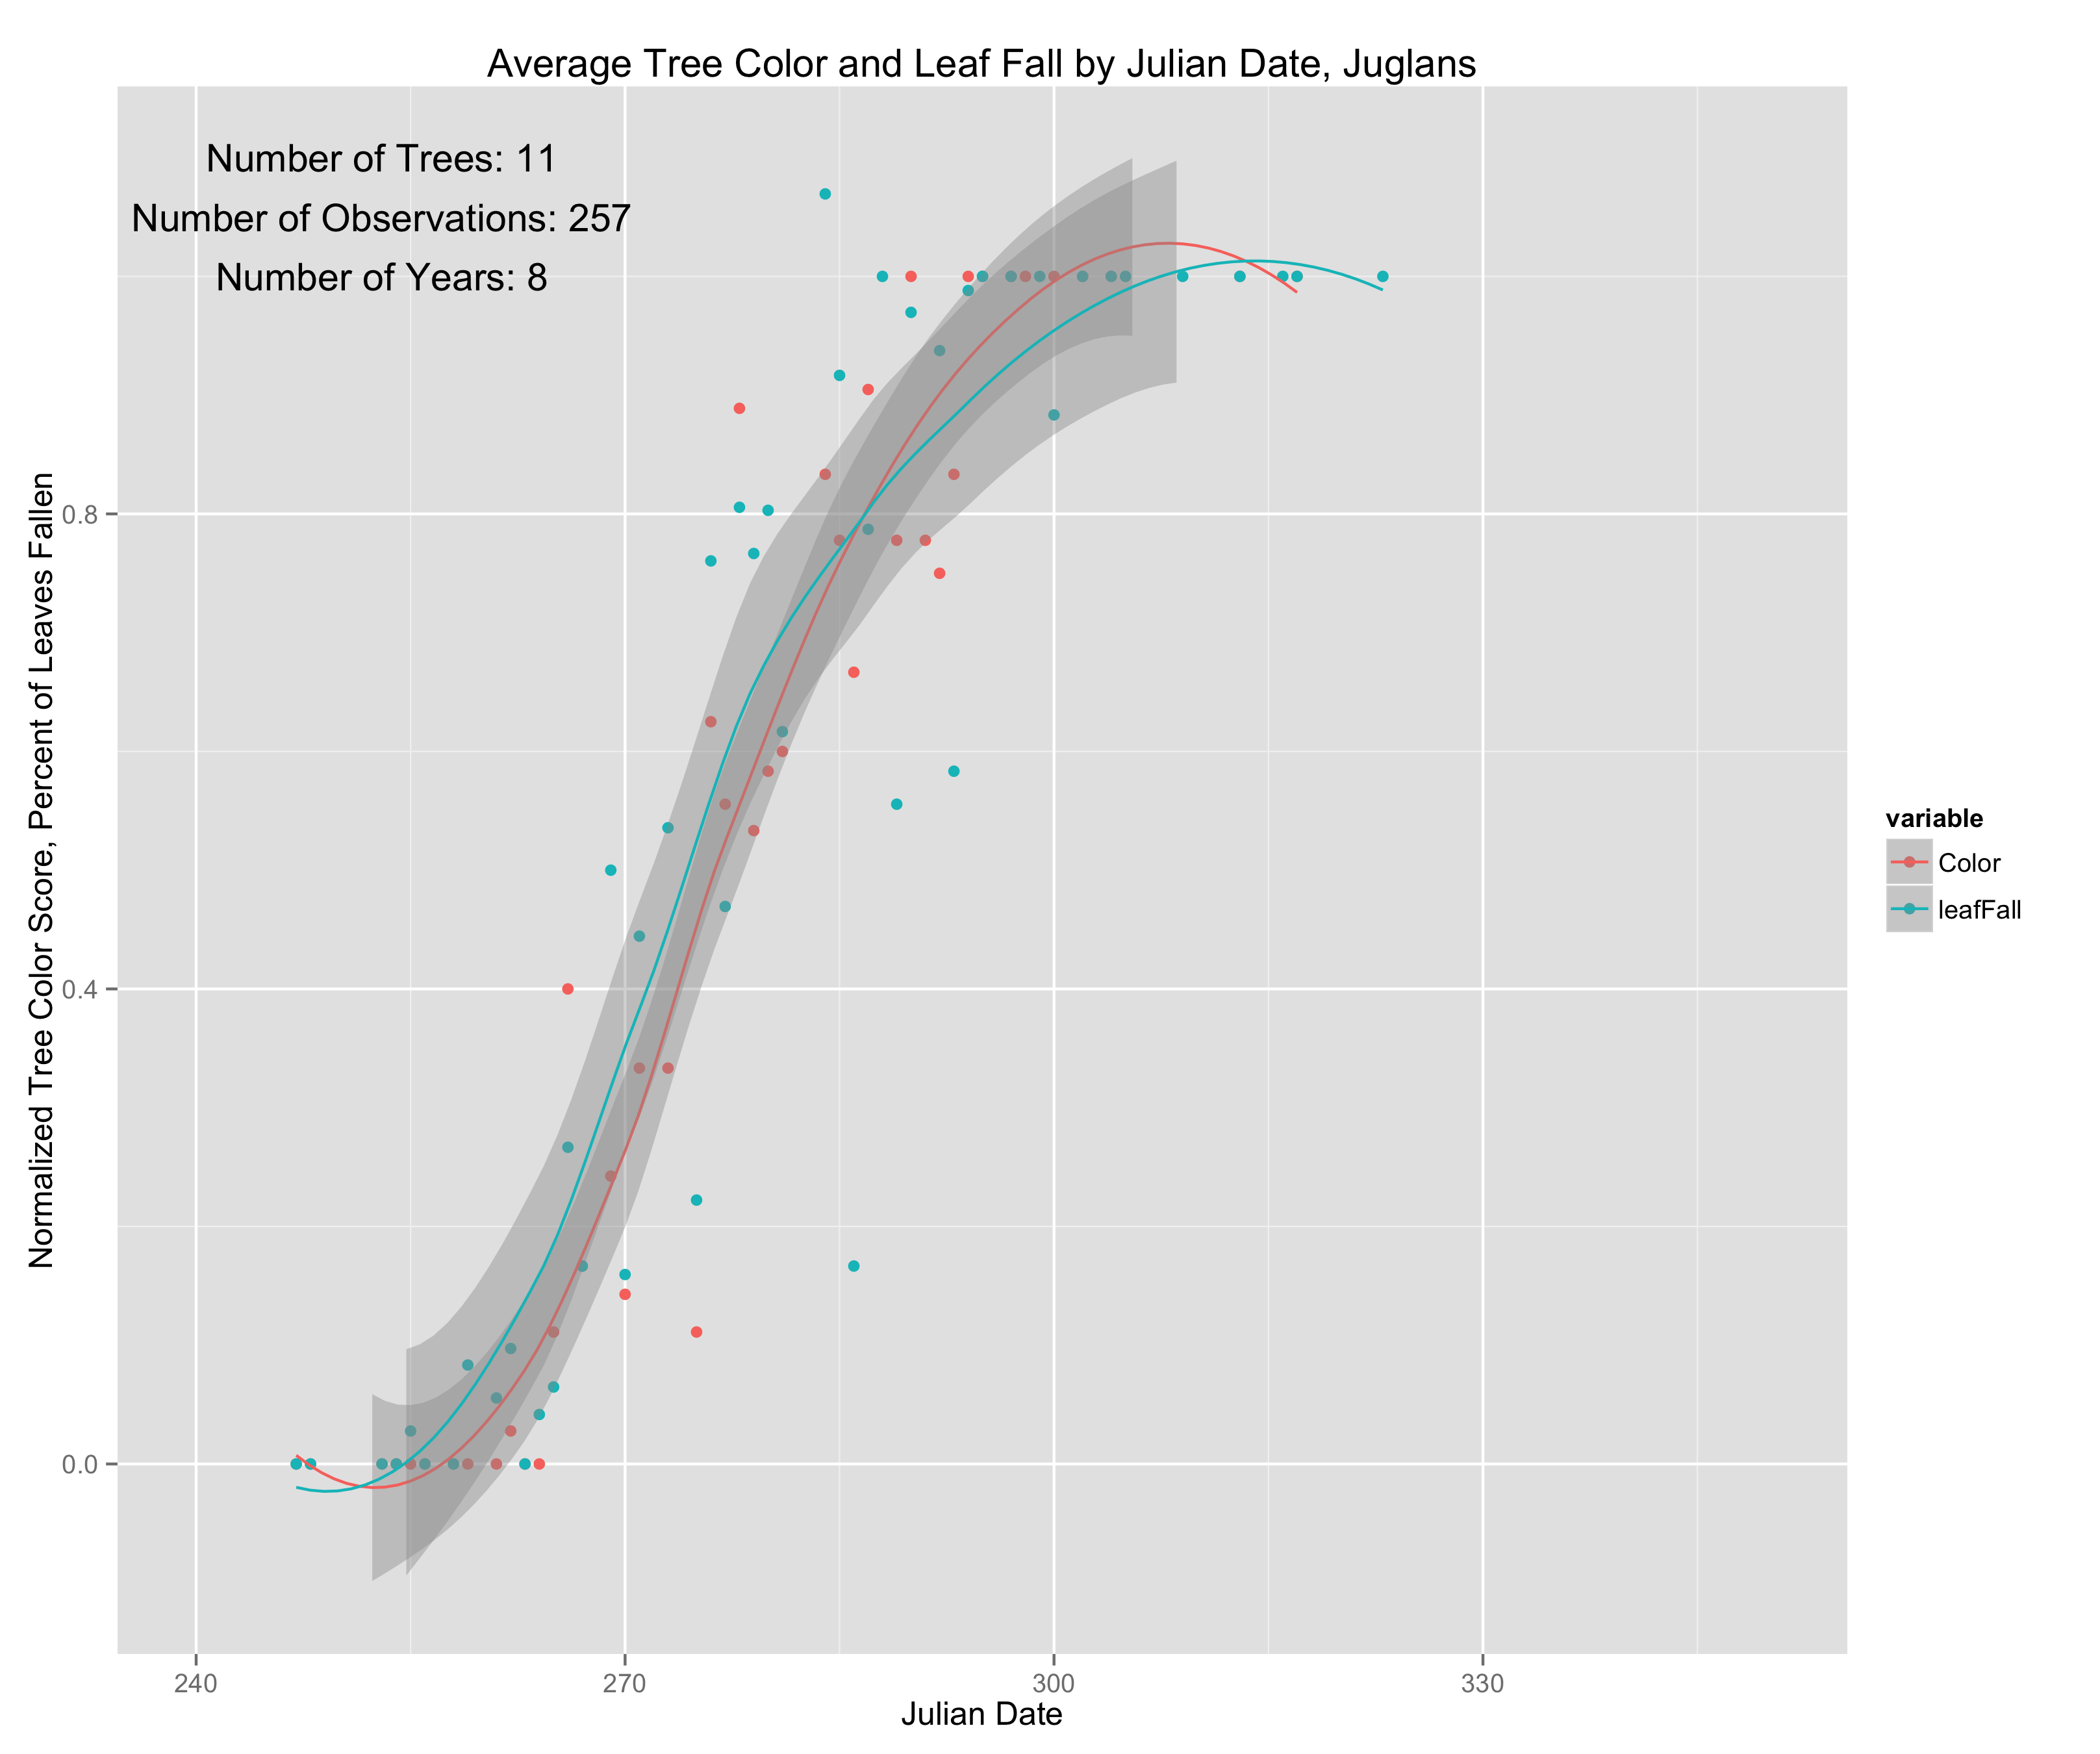 Average Tree Color and Leaf Fall by Julian Date, Juglans
Number of Trees: 11
Number of Observations: 257
Number of Years: 8
Normalized Tree Color Score, Percent of Leaves Fallen
0.8
0.4
0.0
240
270
300
330
Julian Date
variable
Color
leafFall